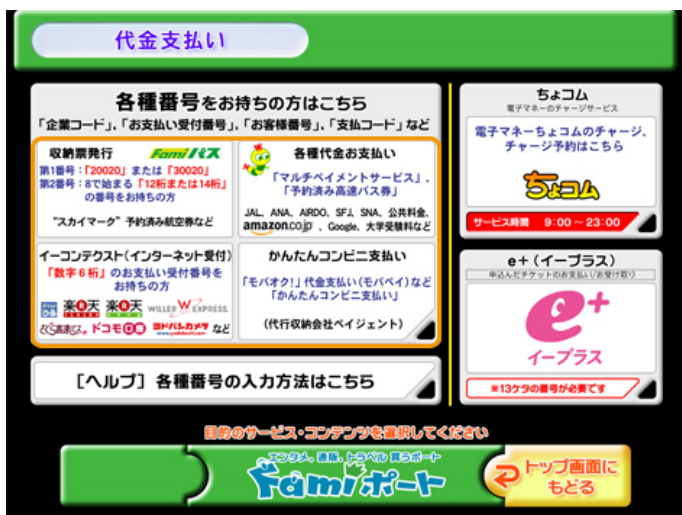 代金支払い
各種番号をお持ちの方はこちら
「企業コード」、「お支払い受付番号」、「お客様番号」、「支払コード」など
収納票発行 Famiパス
第1番号：「20020」または「30020」
第2番号：8で始まる「12桁または14桁」
の番号をお持ちの方
"スカイマーク"予約済み航空券など
各種代金お支払い
「マルチペイメントサービス」、
「予約済み高速バス券」
JAL、ANA、AIRDO、SFJ、SNA、公共料金、
amazon.co.jp 、Google、大学受験料など
イーコンテクスト(インターネット受付)
「数字6桁」のお支払い受付番号を
お持ちの方
楽天 楽天 WILLER EXPRESS
ドコモ ヨドバシカメラ など
www.yodobashi.com
かんたんコンビニ支払い
「モバオク!」代金支払い(モバペイ)など
「かんたんコンビニ支払い」
(代行収納会社ペイジェント)
[ヘルプ] 各種番号の入力方法はこちら
ちょコム
電子マネーのチャージサービス
電子マネーちょコムのチャージ、
チャージ予約はこちら
ちょコム
サービス時間 9:00～23:00
e+(イープラス)
申込んだチケットのお支払い/お受け取り
e+
イープラス
※13ケタの番号が必要です
目的のサービス・コンテンツを選択してください
エンタメ、通販、トラベル 買うポート
Famiポート
トップ画面に
もどる